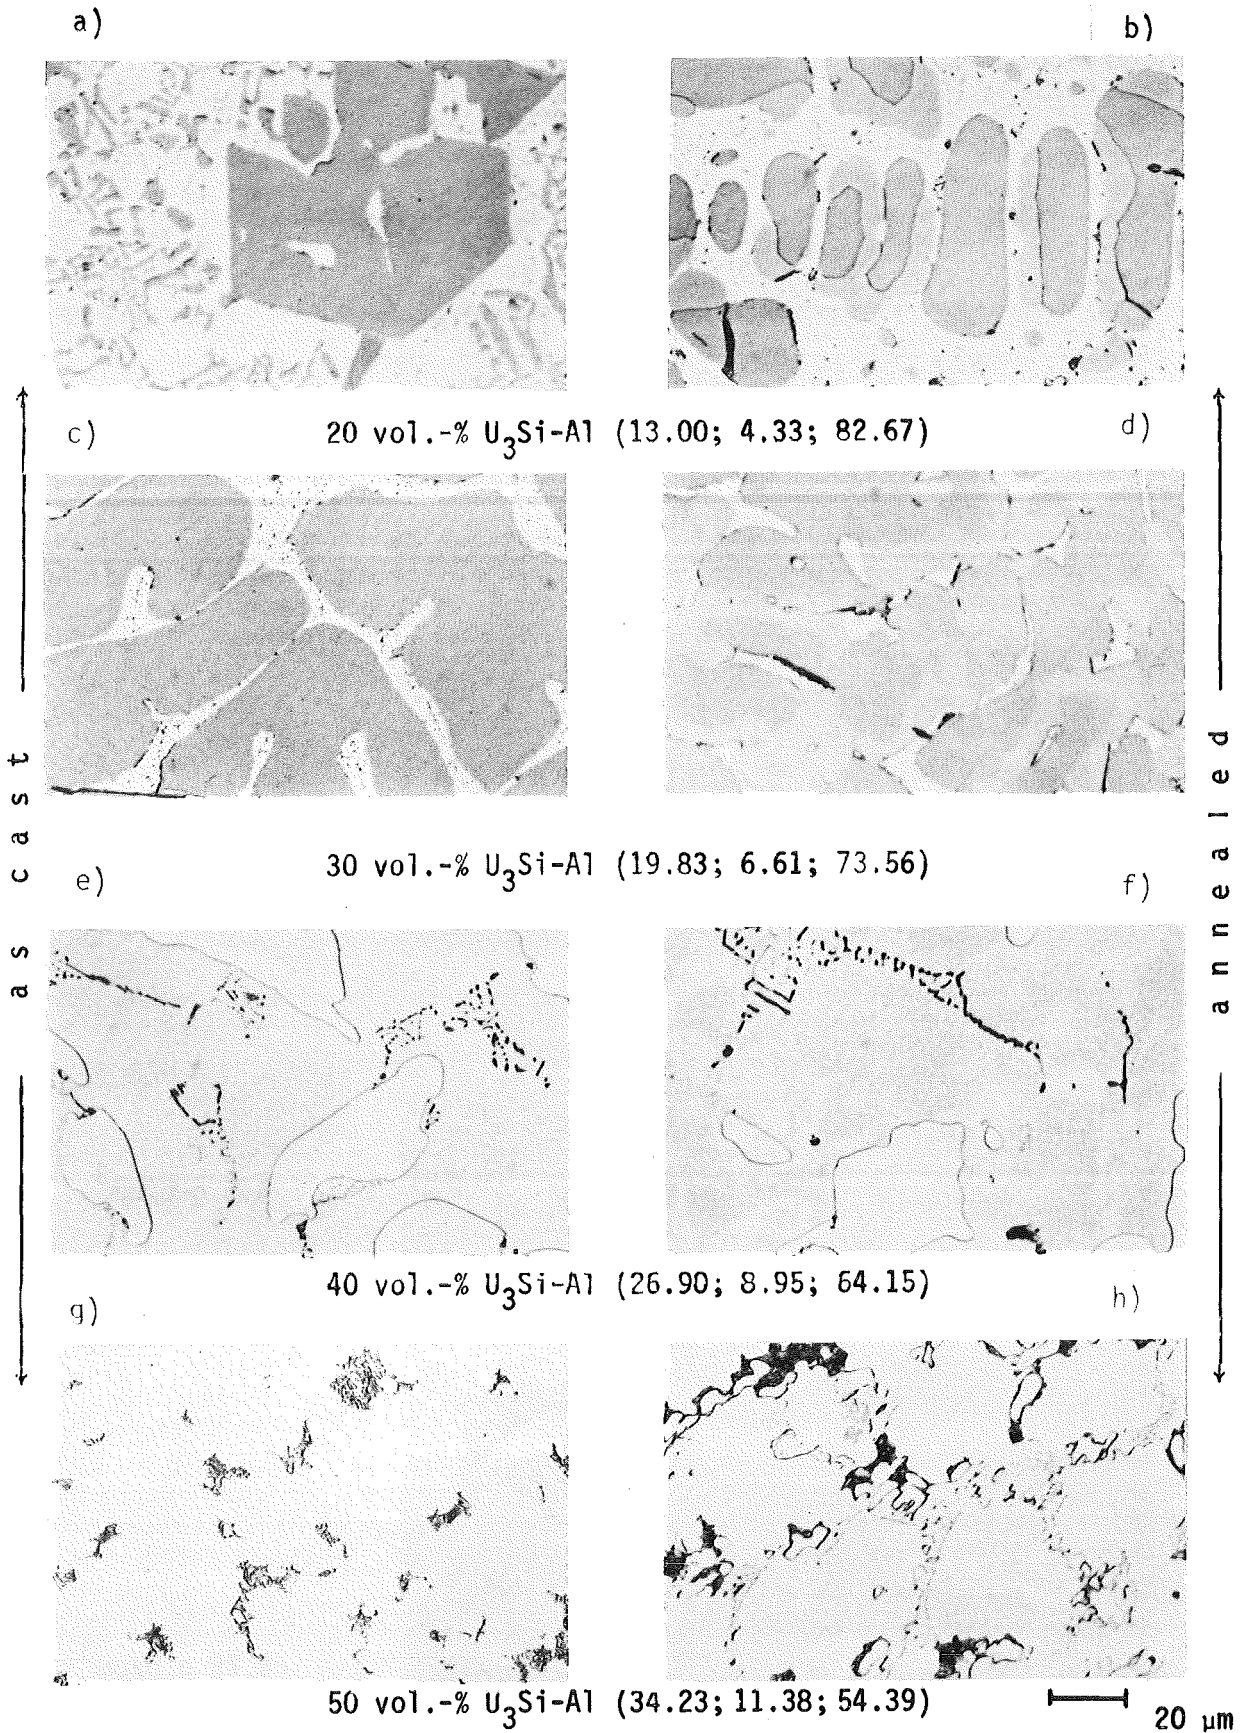 a)
b)
c)
20 vol.-% U₃Si-Al (13.00; 4.33; 82.67)
d)
as cast
annealed
30 vol.-% U₃Si-Al (19.83; 6.61; 73.56)
e)
f)
40 vol.-% U₃Si-Al (26.90; 8.95; 64.15)
g)
h)
50 vol.-% U₃Si-Al (34.23; 11.38; 54.39)
20 µm